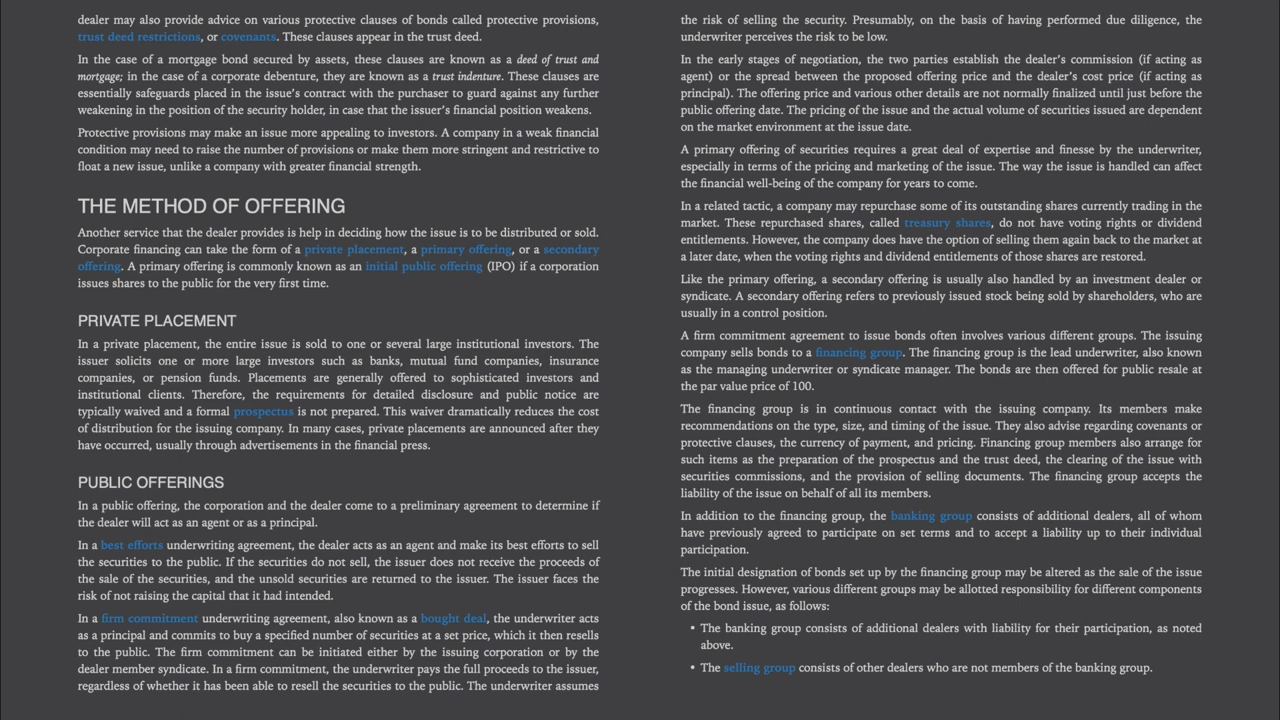 dealer may also provide advice on various protective clauses of bonds called protective provisions,
trust deed restrictions, or covenants. These clauses appear in the trust deed.
In the case of a mortgage bond secured by assets, these clauses are known as a deed of trust and
mortgage; in the case of a corporate debenture, they are known as a trust indenture. These clauses are
essentially safeguards placed in the issue’s contract with the purchaser to guard against any further
weakening in the position of the security holder, in case that the issuer’s financial position weakens.
Protective provisions may make an issue more appealing to investors. A company in a weak financial
condition may need to raise the number of provisions or make them more stringent and restrictive to
float a new issue, unlike a company with greater financial strength.
THE METHOD OF OFFERING
Another service that the dealer provides is help in deciding how the issue is to be distributed or sold.
Corporate financing can take the form of a private placement, a primary offering, or a secondary
offering. A primary offering is commonly known as an initial public offering (IPO) if a corporation
issues shares to the public for the very first time.
PRIVATE PLACEMENT
In a private placement, the entire issue is sold to one or several large institutional investors. The
issuer solicits one or more large investors such as banks, mutual fund companies, insurance
companies, or pension funds. Placements are generally offered to sophisticated investors and
institutional clients. Therefore, the requirements for detailed disclosure and public notice are
typically waived and a formal prospectus is not prepared. This waiver dramatically reduces the cost
of distribution for the issuing company. In many cases, private placements are announced after they
have occurred, usually through advertisements in the financial press.
PUBLIC OFFERINGS
In a public offering, the corporation and the dealer come to a preliminary agreement to determine if
the dealer will act as an agent or as a principal.
In a best efforts underwriting agreement, the dealer acts as an agent and make its best efforts to sell
the securities to the public. If the securities do not sell, the issuer does not receive the proceeds of
the sale of the securities, and the unsold securities are returned to the issuer. The issuer faces the
risk of not raising the capital that it had intended.
In a firm commitment underwriting agreement, also known as a bought deal, the underwriter acts
as a principal and commits to buy a specified number of securities at a set price, which it then resells
to the public. The firm commitment can be initiated either by the issuing corporation or by the
dealer member syndicate. In a firm commitment, the underwriter pays the full proceeds to the issuer,
regardless of whether it has been able to resell the securities to the public. The underwriter assumes
the risk of selling the security. Presumably, on the basis of having performed due diligence, the
underwriter perceives the risk to be low.
In the early stages of negotiation, the two parties establish the dealer’s commission (if acting as
agent) or the spread between the proposed offering price and the dealer’s cost price (if acting as
principal). The offering price and various other details are not normally finalized until just before the
public offering date. The pricing of the issue and the actual volume of securities issued are dependent
on the market environment at the issue date.
A primary offering of securities requires a great deal of expertise and finesse by the underwriter,
especially in terms of the pricing and marketing of the issue. The way the issue is handled can affect
the financial well-being of the company for years to come.
In a related tactic, a company may repurchase some of its outstanding shares currently trading in the
market. These repurchased shares, called treasury shares, do not have voting rights or dividend
entitlements. However, the company does have the option of selling them again back to the market at
a later date, when the voting rights and dividend entitlements of those shares are restored.
Like the primary offering, a secondary offering is usually also handled by an investment dealer or
syndicate. A secondary offering refers to previously issued stock being sold by shareholders, who are
usually in a control position.
A firm commitment agreement to issue bonds often involves various different groups. The issuing
company sells bonds to a financing group. The financing group is the lead underwriter, also known
as the managing underwriter or syndicate manager. The bonds are then offered for public resale at
the par value price of 100.
The financing group is in continuous contact with the issuing company. Its members make
recommendations on the type, size, and timing of the issue. They also advise regarding covenants or
protective clauses, the currency of payment, and pricing. Financing group members also arrange for
such items as the preparation of the prospectus and the trust deed, the clearing of the issue with
securities commissions, and the provision of selling documents. The financing group accepts the
liability of the issue on behalf of all its members.
In addition to the financing group, the banking group consists of additional dealers, all of whom
have previously agreed to participate on set terms and to accept a liability up to their individual
participation.
The initial designation of bonds set up by the financing group may be altered as the sale of the issue
progresses. However, various different groups may be allotted responsibility for different components
of the bond issue, as follows:
• The banking group consists of additional dealers with liability for their participation, as noted
above.
• The selling group consists of other dealers who are not members of the banking group.